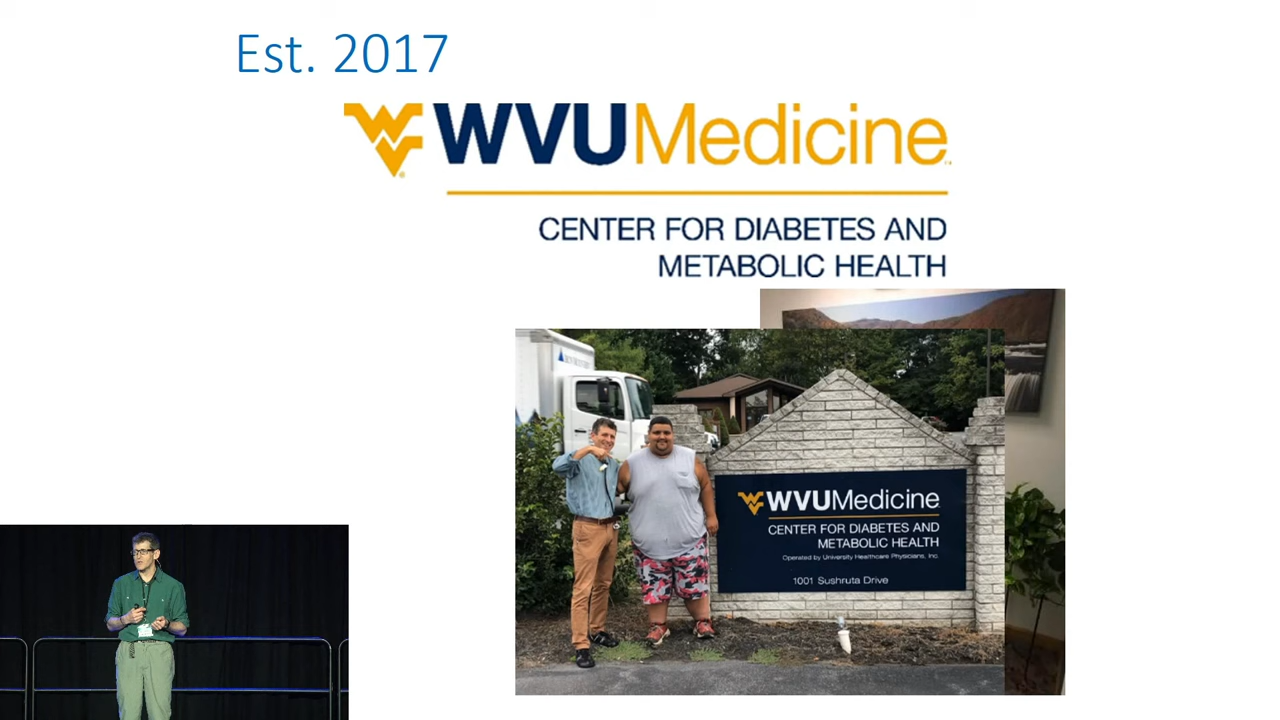 Est. 2017
WVUMedicine
CENTER FOR DIABETES AND
METABOLIC HEALTH
WVUMedicine
CENTER FOR DIABETES AND
METABOLIC HEALTH
Operated by University Healthcare Physicians, Inc.
1001 Sushruta Drive